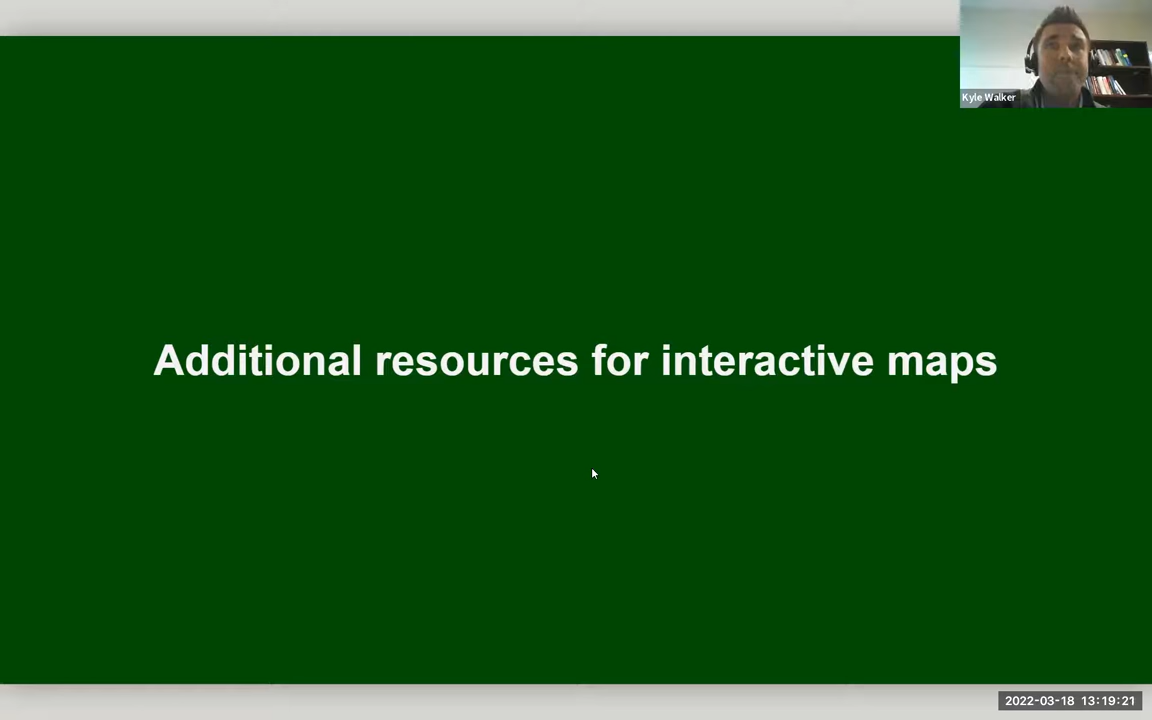 Kyle Walker
Additional resources for interactive maps
2022-03-18 13:19:21